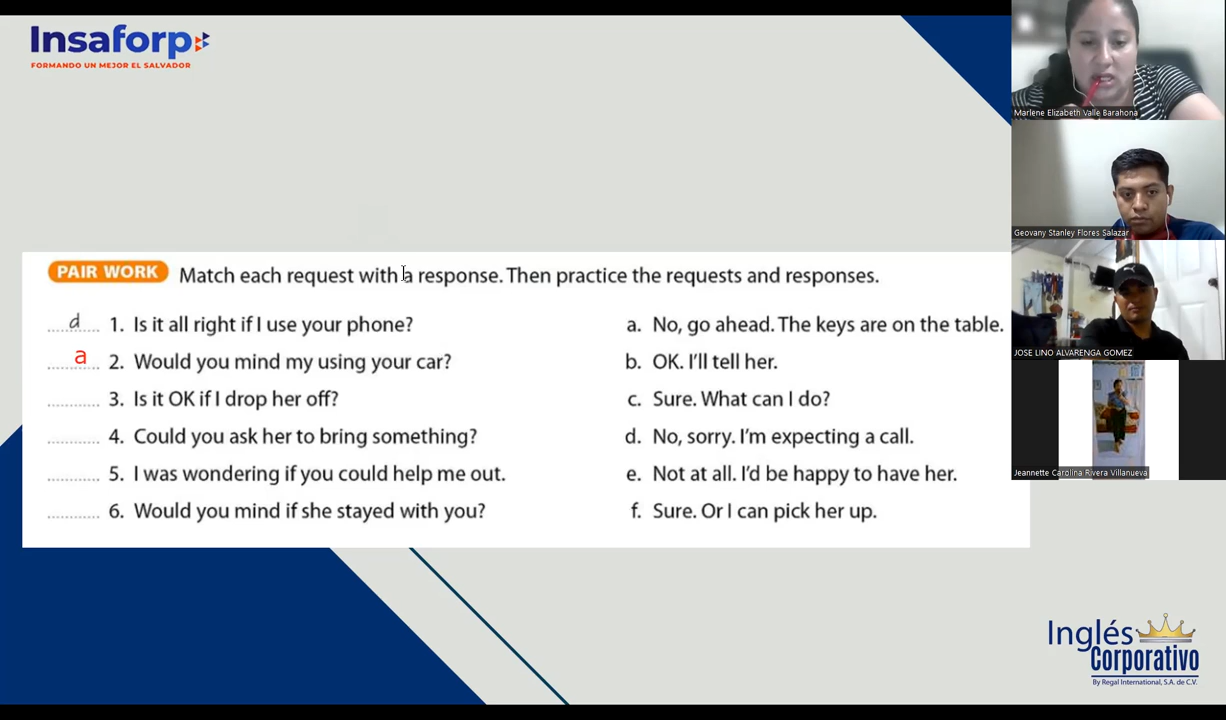 Insaforp
FORMANDO UN MEJOR EL SALVADOR
PAIR WORK Match each request with a response. Then practice the requests and responses.
d 1. Is it all right if I use your phone?
a 2. Would you mind my using your car?
3. Is it OK if I drop her off?
4. Could you ask her to bring something?
5. I was wondering if you could help me out.
6. Would you mind if she stayed with you?
a. No, go ahead. The keys are on the table.
b. OK. I'll tell her.
c. Sure. What can I do?
d. No, sorry. I'm expecting a call.
e. Not at all. I'd be happy to have her.
f. Sure. Or I can pick her up.
Marlene Elizabeth Valle Barahona
Geovany Stanley Flores Salazar
JOSE LINO ALVARENGA GOMEZ
Jeannette Carolina Rivera Villanueva
Inglés
Corporativo
By Regal International, S.A. de C.V.